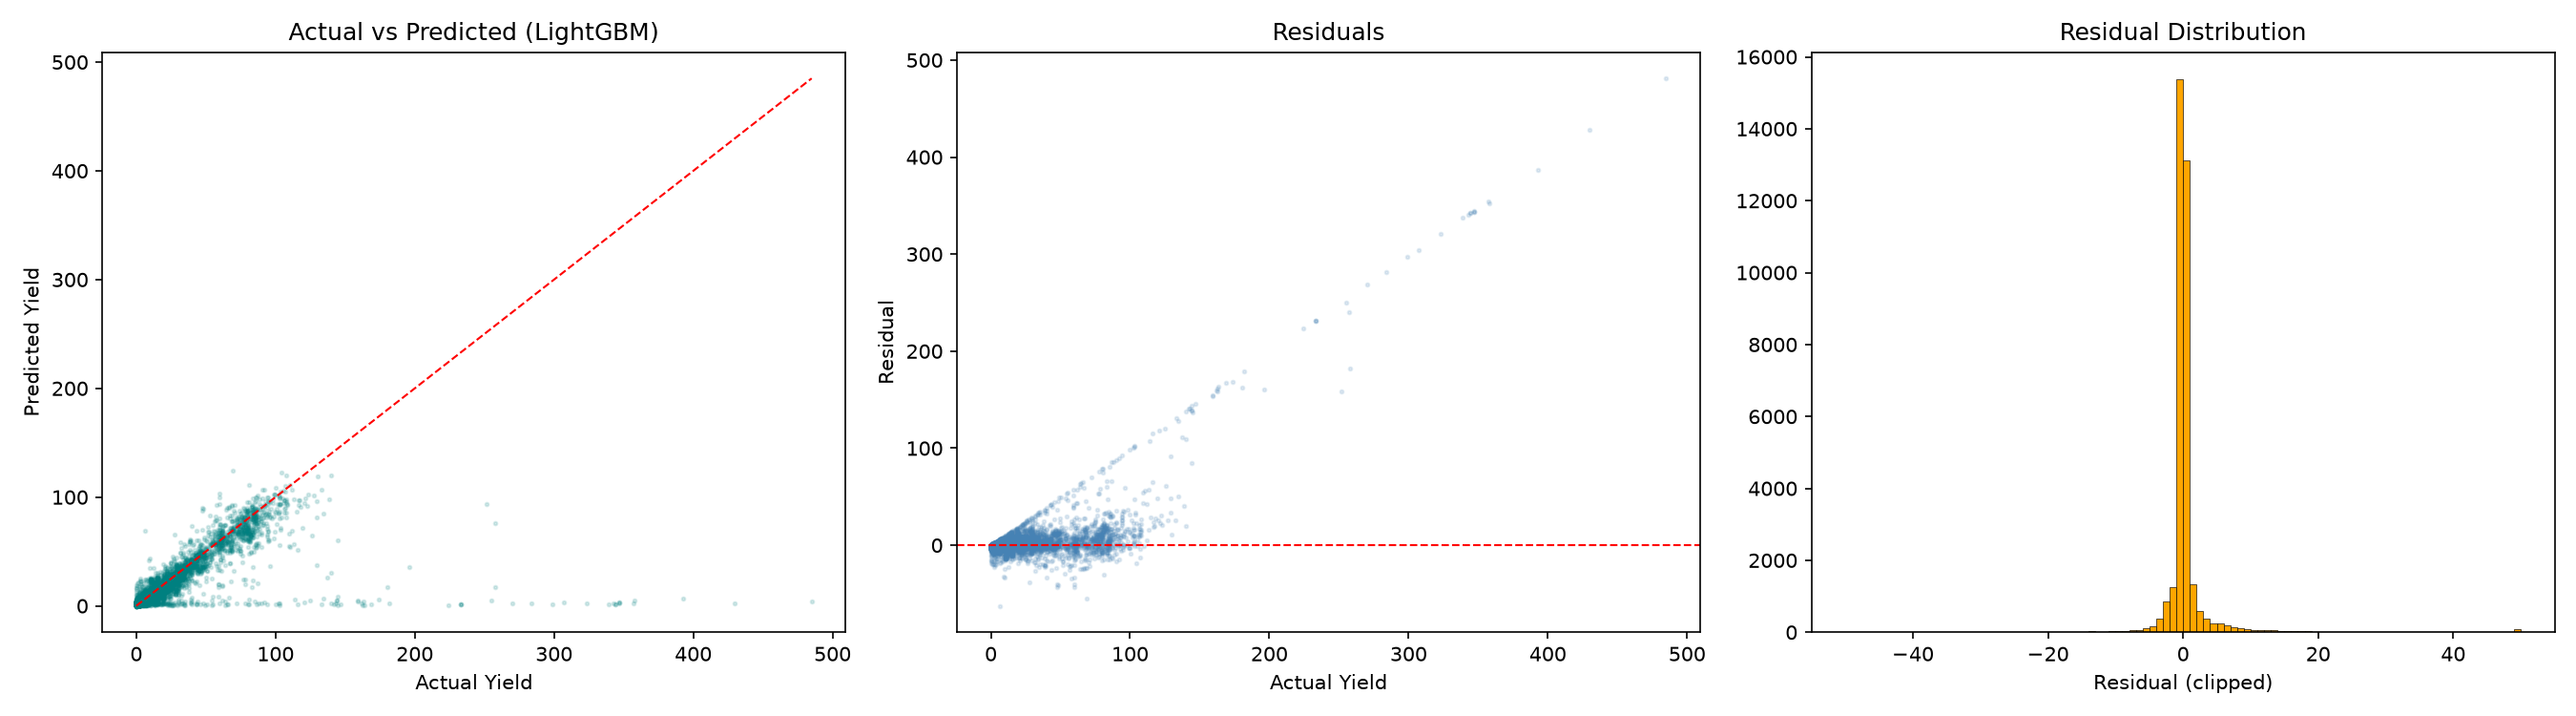 Actual vs Predicted (LightGBM)
500
400
300
200
100
0
Predicted Yield
0 100 200 300 400 500
Actual Yield
Residuals
500
400
300
200
100
0
Residual
0 100 200 300 400 500
Actual Yield
Residual Distribution
16000
14000
12000
10000
8000
6000
4000
2000
0
−40 −20 0 20 40
Residual (clipped)